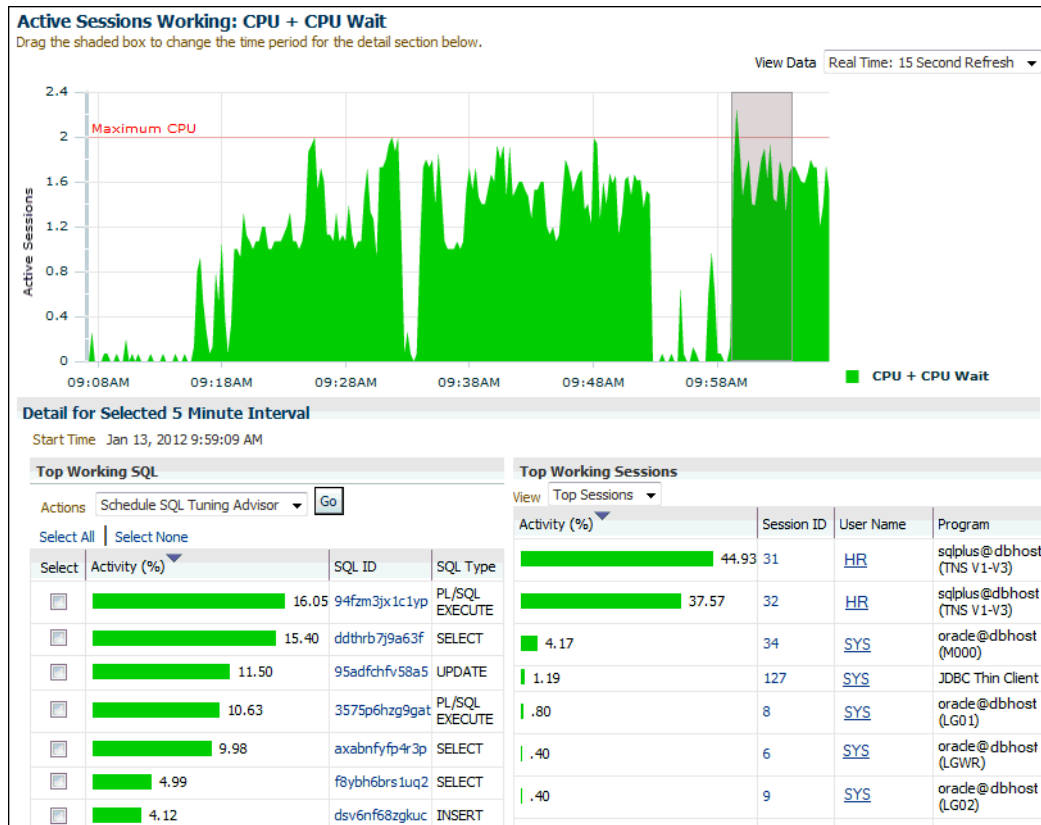 Active Sessions Working: CPU + CPU Wait
Drag the shaded box to change the time period for the detail section below.
View Data Real Time: 15 Second Refresh
2.4
Maximum CPU
2
1.6
1.2
0.8
0.4
0
Active Sessions
09:08AM 09:18AM 09:28AM 09:38AM 09:48AM 09:58AM
CPU + CPU Wait
Detail for Selected 5 Minute Interval
Start Time Jan 13, 2012 9:59:09 AM
Top Working SQL
Actions Schedule SQL Tuning Advisor Go
Select All | Select None
Select Activity (%) SQL ID SQL Type
16.05 94fzm3jx1c1yp PL/SQL EXECUTE
15.40 ddthrb7j9a63f SELECT
11.50 95adfchfv58a5 UPDATE
10.63 3575p6hzg9gat PL/SQL EXECUTE
9.98 axabnfyfp4r3p SELECT
4.99 f8ybh6brs1uq2 SELECT
4.12 dsv6nf68zgkuc INSERT
Top Working Sessions
View Top Sessions
Activity (%) Session ID User Name Program
44.93 31 HR sqlplus@dbhost (TNS V1-V3)
37.57 32 HR sqlplus@dbhost (TNS V1-V3)
4.17 34 SYS oracle@dbhost (M000)
1.19 127 SYS JDBC Thin Client
.80 8 SYS oracle@dbhost (LG01)
.40 6 SYS oracle@dbhost (LGWR)
.40 9 SYS oracle@dbhost (LG02)